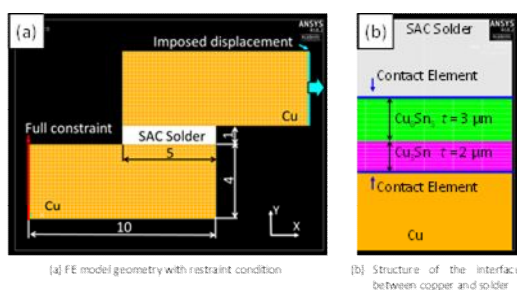 (a)
ANSYS
Imposed displacement
Cu
Full constraint
SAC Solder
5
1
4
Cu
10
Y
X
(a) FE model geometry with restraint condition
(b)
SAC Solder
ANSYS
Contact Element
Cu₆Sn₅ t = 3 μm
Cu₃Sn t = 2 μm
Contact Element
Cu
(b) Structure of the interface
between copper and solder